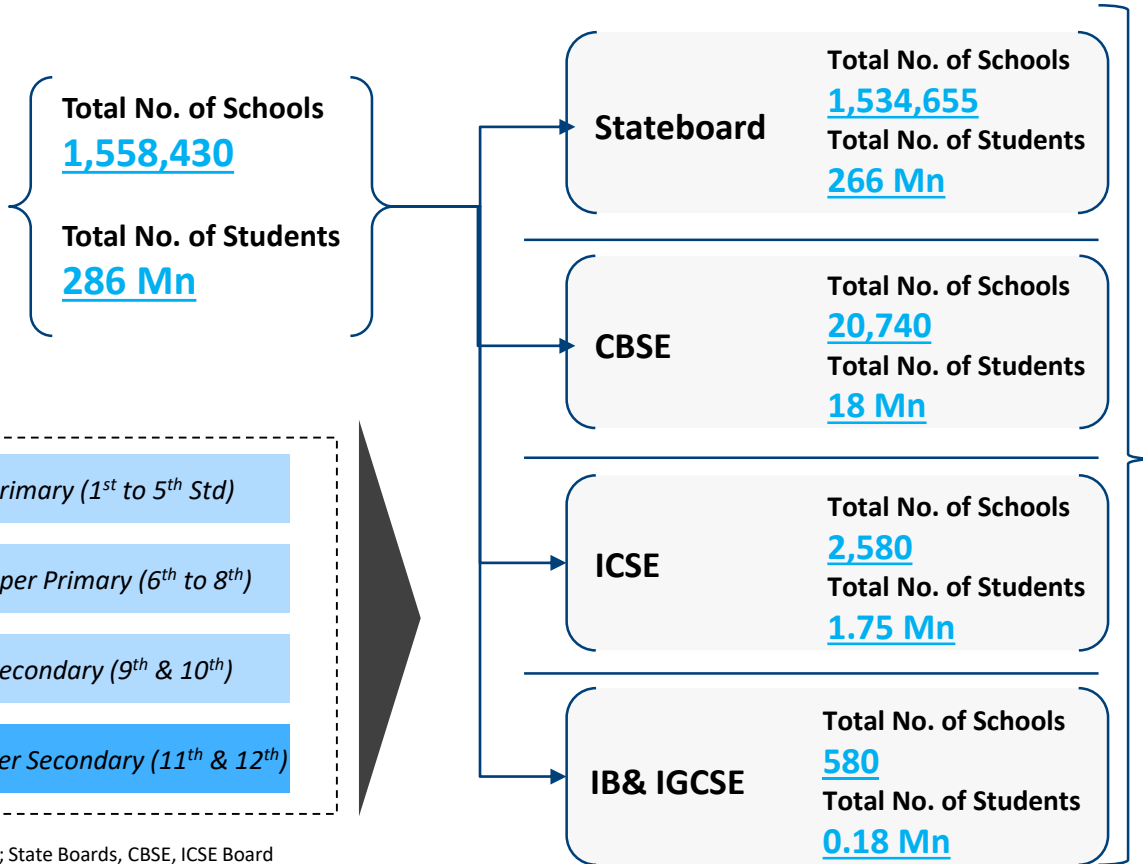 Total No. of Schools
1,558,430
Total No. of Students
286 Mn
Stateboard
Total No. of Schools
1,534,655
Total No. of Students
266 Mn
CBSE
Total No. of Schools
20,740
Total No. of Students
18 Mn
ICSE
Total No. of Schools
2,580
Total No. of Students
1.75 Mn
IB& IGCSE
Total No. of Schools
580
Total No. of Students
0.18 Mn
rimary (1st to 5th Std)
per Primary (6th to 8th)
econdary (9th & 10th)
er Secondary (11th & 12th)
; State Boards, CBSE, ICSE Board